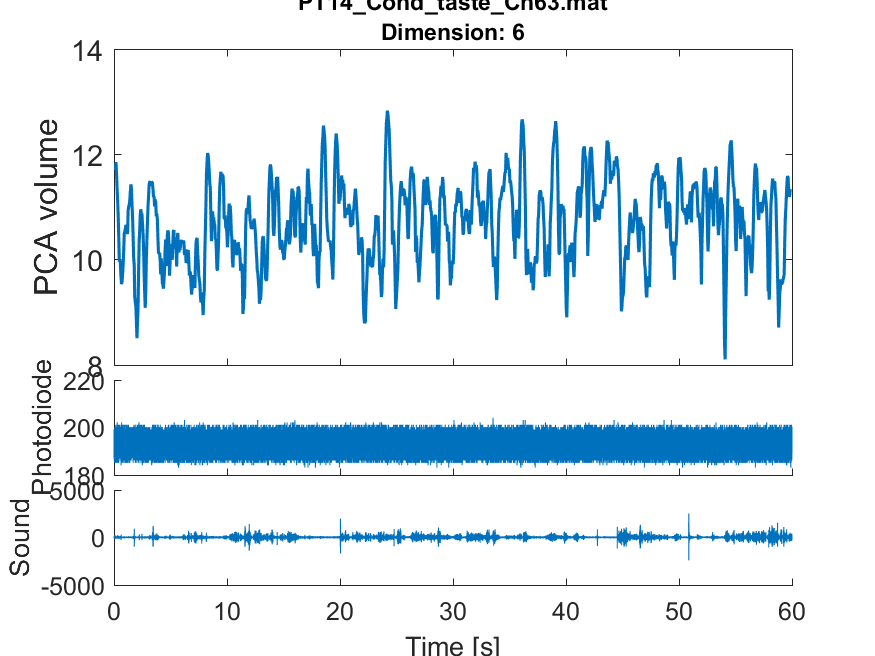 PT14_Cond_taste_Ch63.mat
Dimension: 6
14
12
10
8
PCA volume
220
200
180
Photodiode
5000
0
-5000
Sound
0 10 20 30 40 50 60
Time [s]